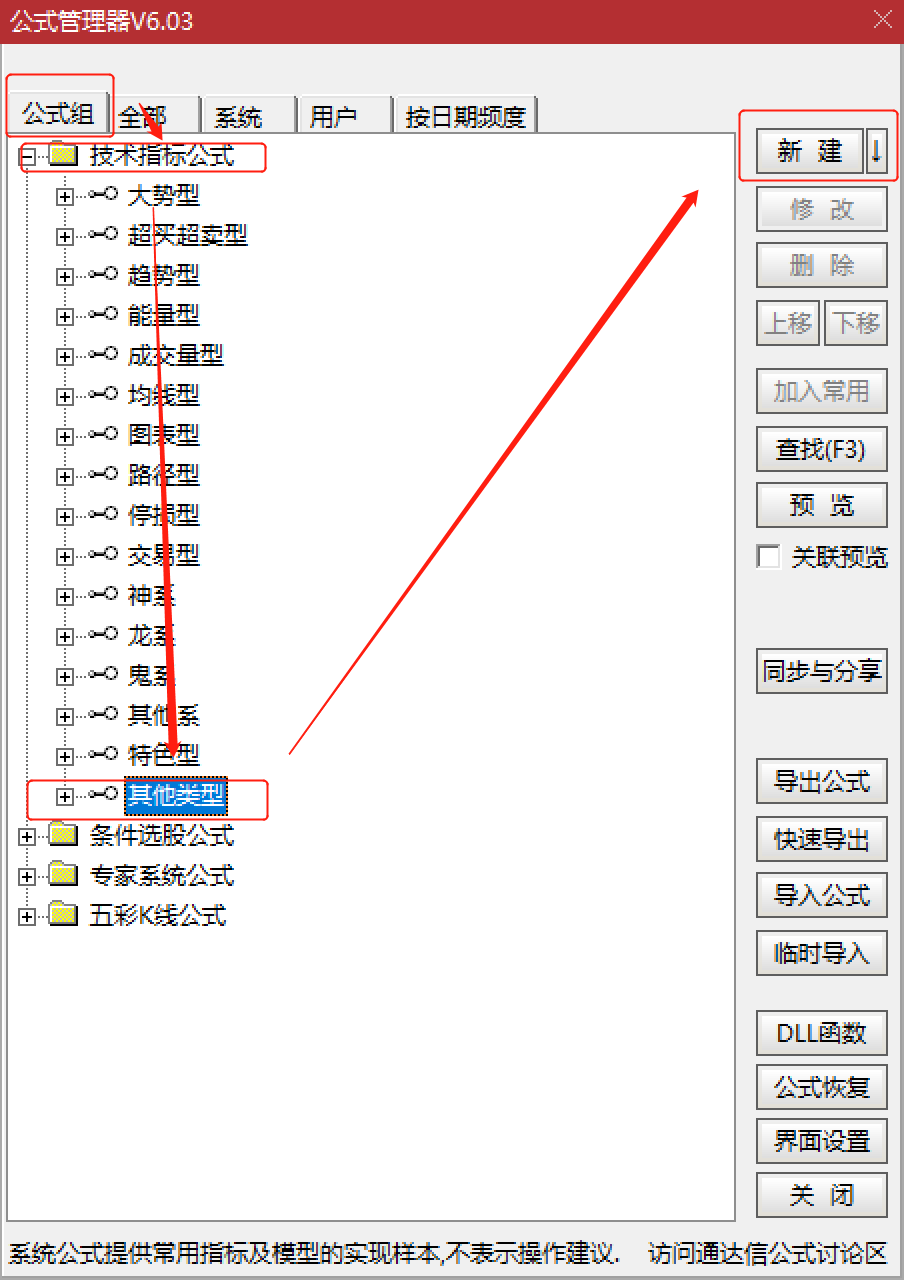 公式管理器V6.03
公式组 全部 系统 用户 按日期频度
技术指标公式
大势型
超买超卖型
趋势型
能量型
成交量型
均线型
图表型
路径型
停损型
交易型
神系
龙系
鬼系
其他系
特色型
其他类型
条件选股公式
专家系统公式
五彩K线公式
新 建 ↓
修 改
删 除
上移 下移
加入常用
查找(F3)
预 览
关联预览
同步与分享
导出公式
快速导出
导入公式
临时导入
DLL函数
公式恢复
界面设置
关 闭
系统公式提供常用指标及模型的实现样本,不表示操作建议. 访问通达信公式讨论区